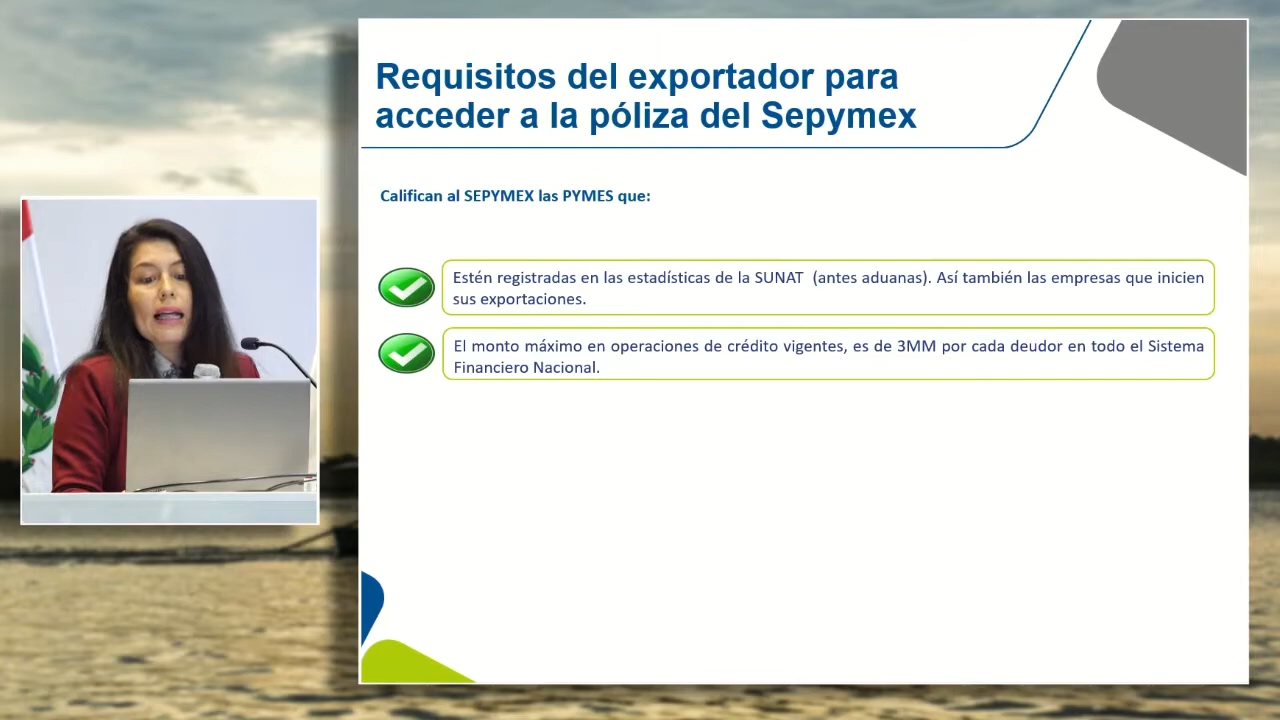 Requisitos del exportador para
acceder a la póliza del Sepymex
Califican al SEPYMEX las PYMES que:
Estén registradas en las estadísticas de la SUNAT (antes aduanas). Así también las empresas que inicien
sus exportaciones.
El monto máximo en operaciones de crédito vigentes, es de 3MM por cada deudor en todo el Sistema
Financiero Nacional.